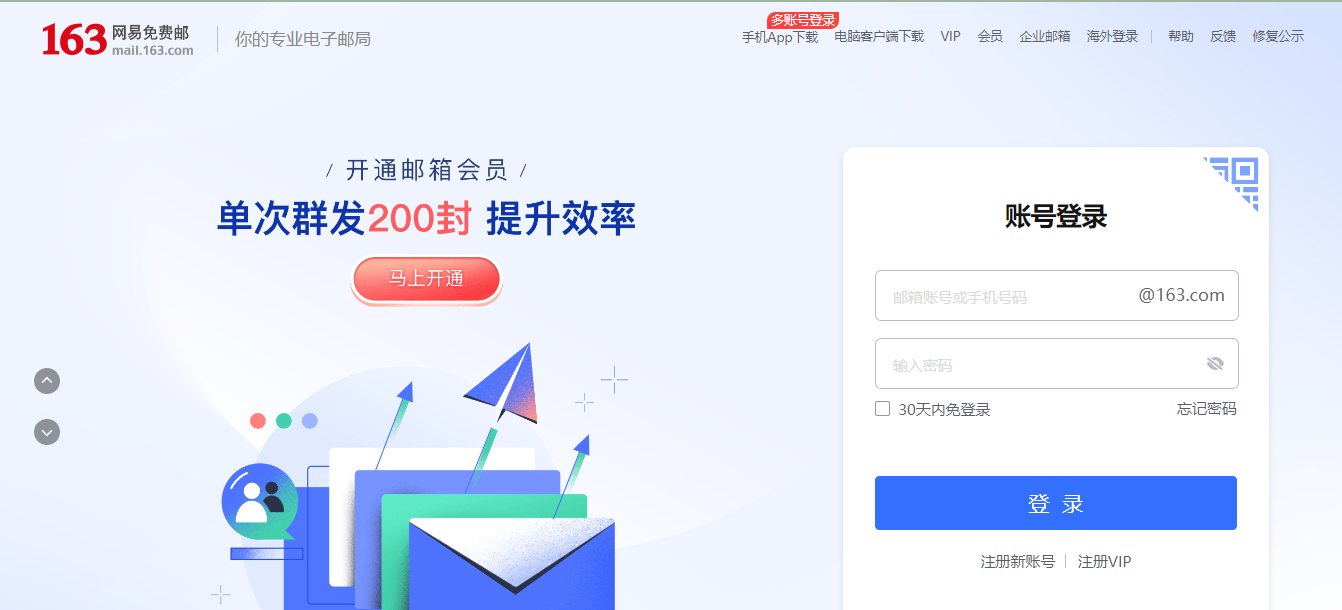 163 网易免费邮
mail.163.com
你的专业电子邮局
多账号登录
手机App下载 电脑客户端下载 VIP 会员 企业邮箱 海外登录 帮助 反馈 修复公示
/ 开通邮箱会员 /
单次群发200封 提升效率
马上开通
账号登录
邮箱账号或手机号码 @163.com
输入密码
30天内免登录 忘记密码
登 录
注册新账号 注册VIP